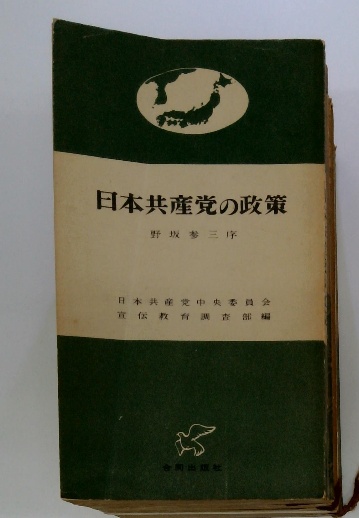 日本共産党の政策
野坂参三序
日本共産党中央委員会
宣伝教育調査部編
合同出版社